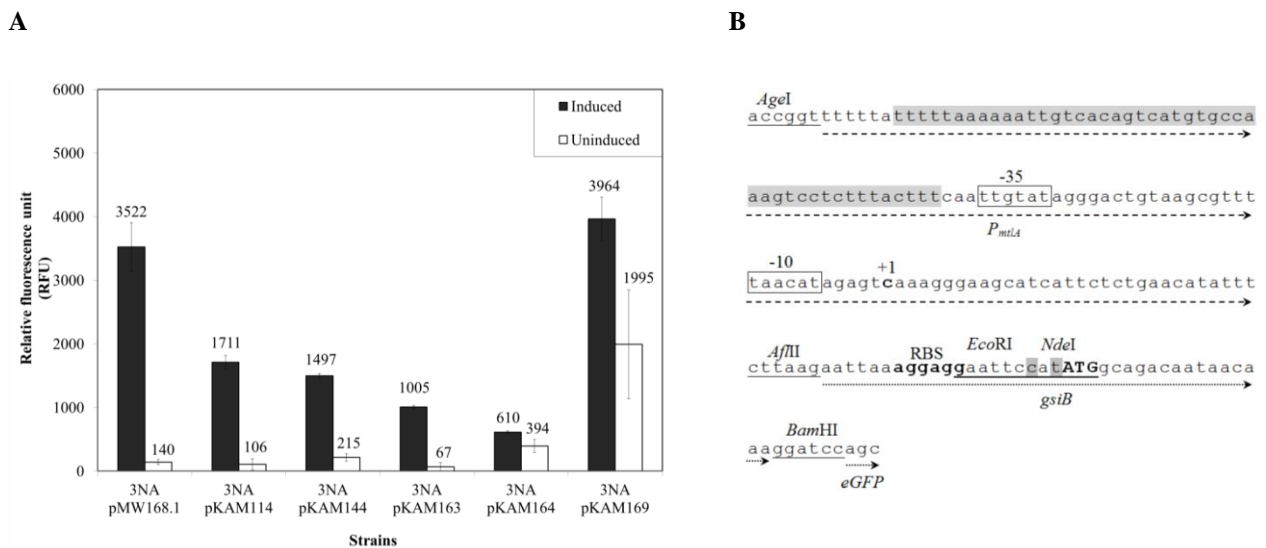 A
B
6000
5000
4000
3000
2000
1000
0
Relative fluorescence unit
(RFU)
Induced
Uninduced
3522
140
1711
106
1497
215
1005
67
610
394
3964
1995
3NA
pMW168.1
3NA
pKAM114
3NA
pKAM144
3NA
pKAM163
3NA
pKAM164
3NA
pKAM169
Strains
AgeI
accggttttttatttttaaaaaattgtcacagtcatgtgcca
-35
aagtcctctttactttcaattgtatagggactgtaagcgttt
PmtlA
-10 +1
taacatagagtcaaagggaagcatcattctctgaacatattt
AflII RBS EcoRI NdeI
cttaagaattaaaggaggaattccatATGgcagacaataaca
gsiB
BamHI
aaggatccagc
eGFP